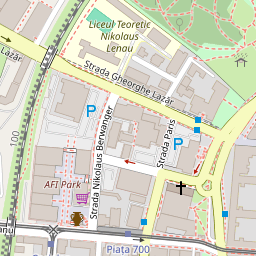 Liceul Teoretic
Nikolaus
Lenau
Lazăr
Strada Gheorghe Lazăr
P
100
Strada Nikolaus Berwanger
Strada Paris
P
AFI Park
Piața 700